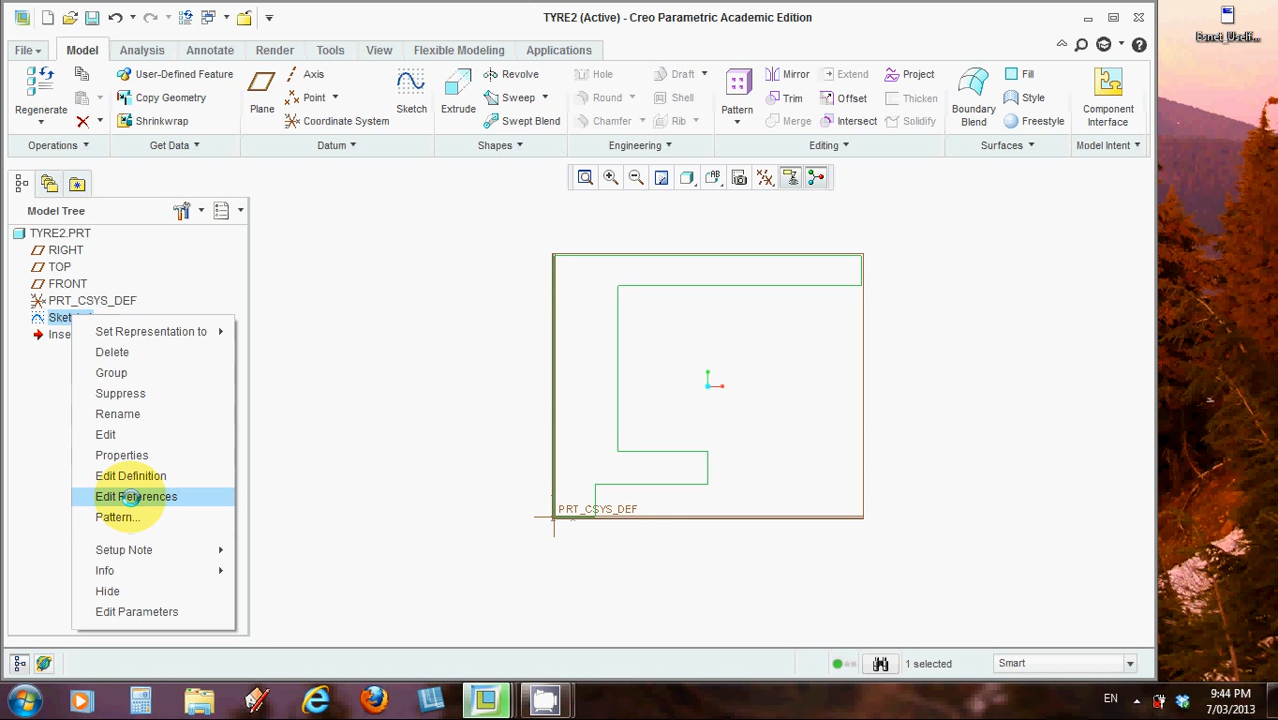 TYRE2 (Active) - Creo Parametric Academic Edition
File Model Analysis Annotate Render Tools View Flexible Modeling Applications
Regenerate
User-Defined Feature
Copy Geometry
Shrinkwrap
Plane
Axis
Point
Coordinate System
Sketch
Extrude
Revolve
Sweep
Swept Blend
Hole
Round
Chamfer
Draft
Shell
Rib
Pattern
Mirror
Trim
Merge
Extend
Offset
Intersect
Project
Thicken
Solidify
Boundary
Blend
Fill
Style
Freestyle
Component
Interface
Operations Get Data Datum Shapes Engineering Editing Surfaces Model Intent
Model Tree
TYRE2.PRT
RIGHT
TOP
FRONT
PRT_CSYS_DEF
Inse
Set Representation to
Delete
Group
Suppress
Rename
Edit
Properties
Edit Definition
Edit References
Pattern...
Setup Note
Info
Hide
Edit Parameters
PRT_CSYS_DEF
1 selected
Smart
EN
9:44 PM
7/03/2013